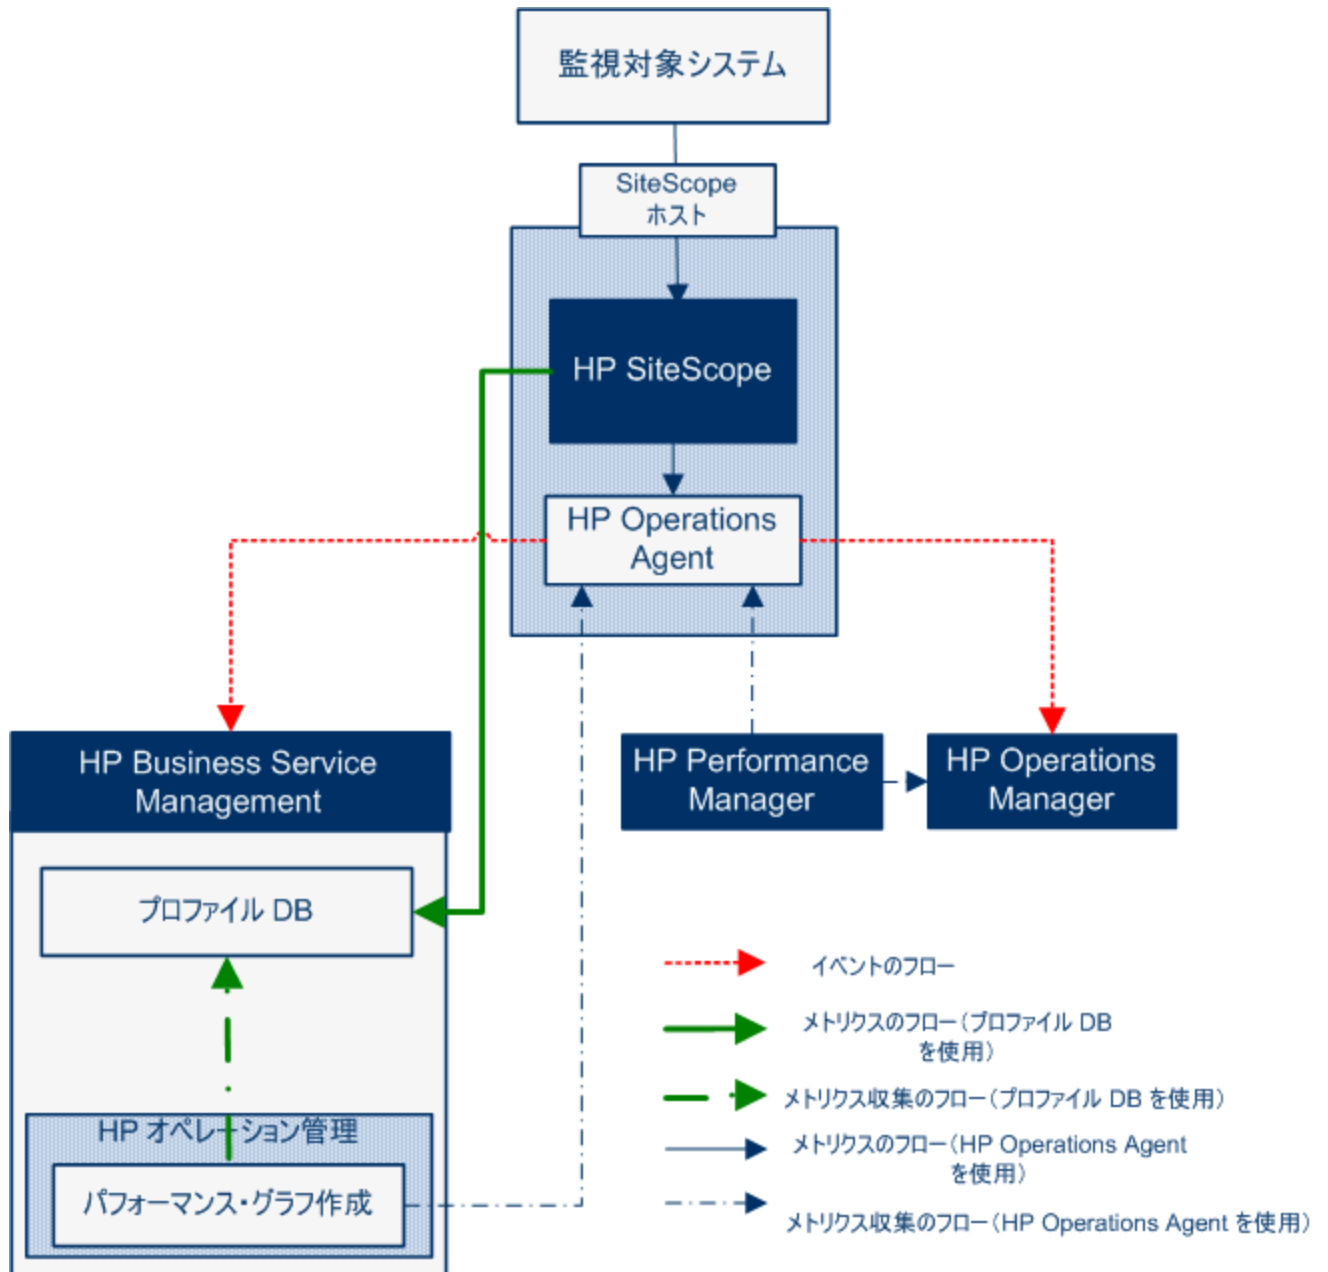 監視対象システム
SiteScope
ホスト
HP SiteScope
HP Operations
Agent
HP Business Service
Management
HP Performance
Manager
HP Operations
Manager
プロファイル DB
HP オペレーション管理
パフォーマンス・グラフ作成
イベントのフロー
メトリクスのフロー（プロファイル DB
を使用）
メトリクス収集のフロー（プロファイル DB を使用）
メトリクスのフロー（HP Operations Agent
を使用）
メトリクス収集のフロー（HP Operations Agent を使用）